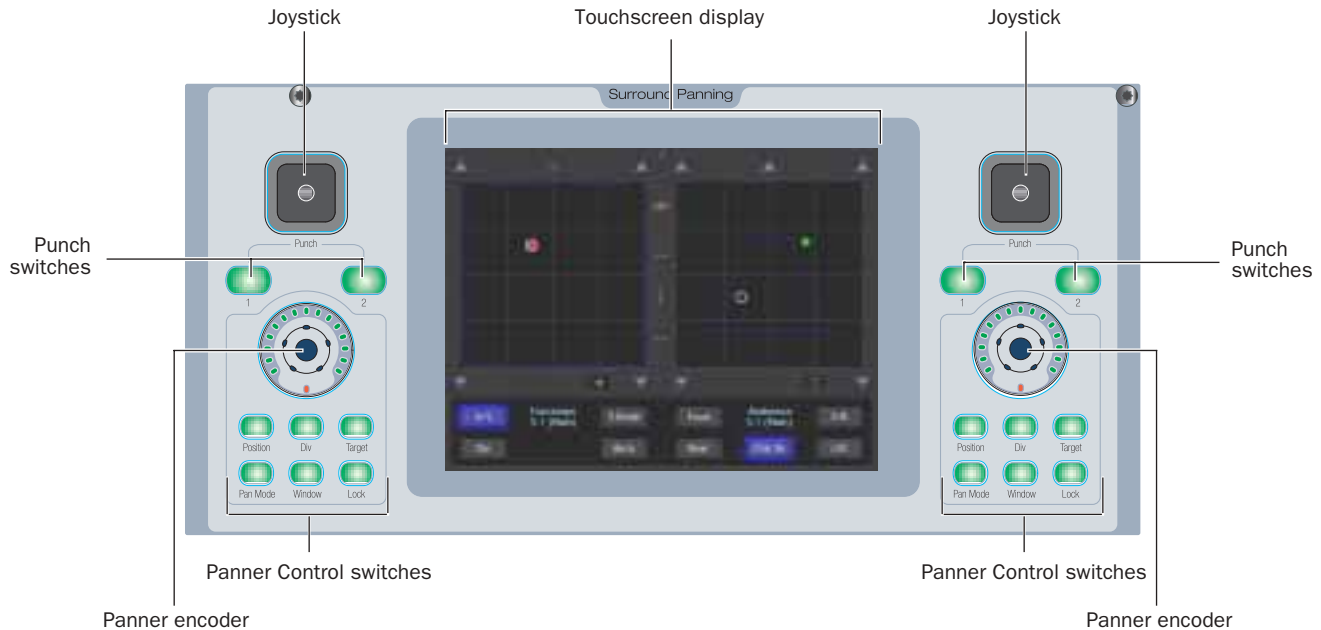 Joystick
Touchscreen display
Joystick
Surround Panning
Punch
Punch
Punch
switches
Punch
switches
1
2
1
2
Position
Div
Target
Position
Div
Target
Pan Mode
Window
Lock
Pan Mode
Window
Lock
Panner Control switches
Panner Control switches
Panner encoder
Panner encoder